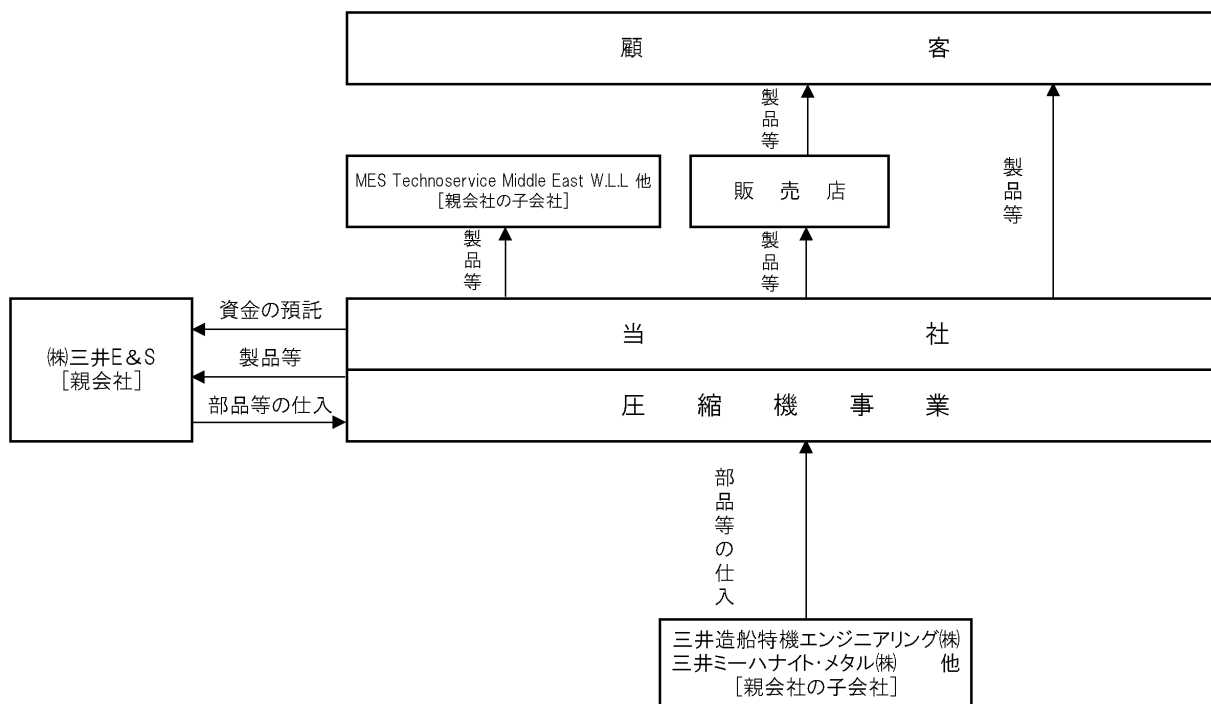 顧客
製品等
製品等
MES Technoservice Middle East W.L.L 他
[親会社の子会社]
販売店
製品等
製品等
㈱三井E&S
[親会社]
資金の預託
製品等
部品等の仕入
当社
圧縮機事業
部品等の仕入
三井造船特機エンジニアリング㈱
三井ミーハナイト・メタル㈱ 他
[親会社の子会社]